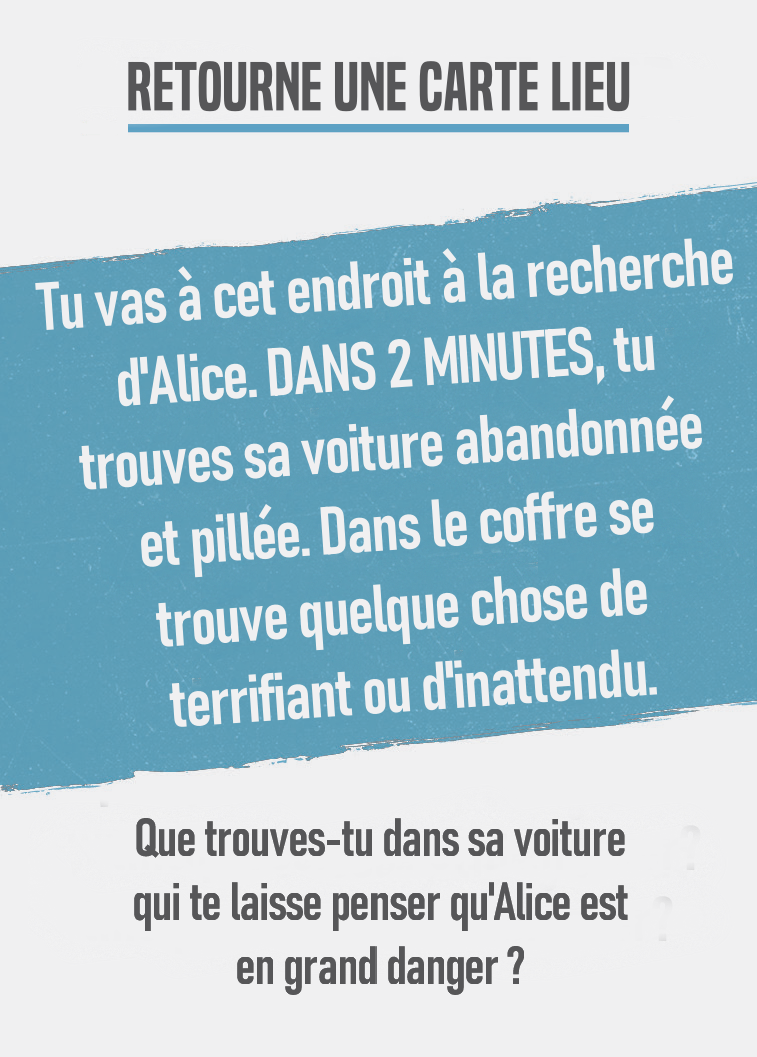 RETOURNE UNE CARTE LIEU
Tu vas à cet endroit à la recherche
d'Alice. DANS 2 MINUTES, tu
trouves sa voiture abandonnée
et pillée. Dans le coffre se
trouve quelque chose de
terrifiant ou d'inattendu.
Que trouves-tu dans sa voiture
qui te laisse penser qu'Alice est
en grand danger ?